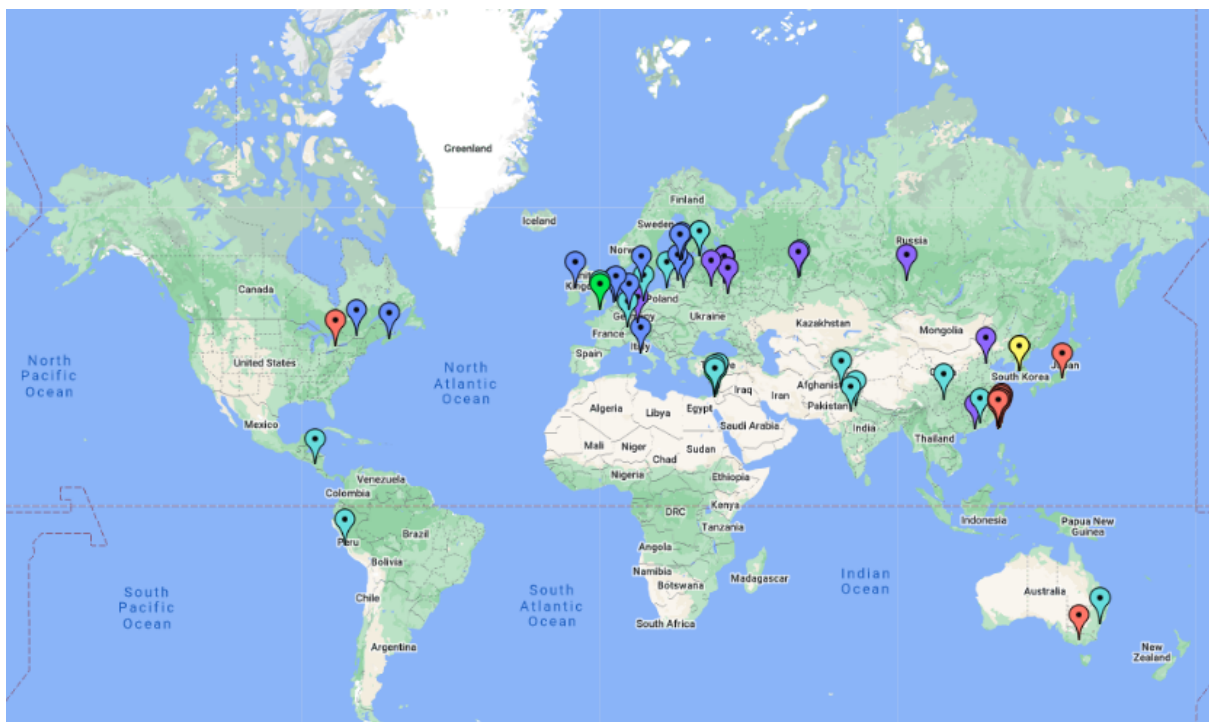 Greenland
Iceland
Finland
Sweden
Russia
Canada
Poland
Ukraine
Kazakhstan
Mongolia
France
Spain
Italy
United States
North
Pacific
Ocean
North
Atlantic
Ocean
South Korea
Iraq
Iran
Pakistan
Algeria
Libya
Egypt
Saudi Arabia
India
Thailand
Mexico
Mali
Niger
Sudan
Chad
Nigeria
Ethiopia
Venezuela
Colombia
DRC
Kenya
Tanzania
Indonesia
Papua New
Guinea
Brazil
Peru
Bolivia
Angola
Namibia
Botswana
Madagascar
Indian
Ocean
Australia
Chile
South
Pacific
Ocean
South
Atlantic
Ocean
South Africa
Argentina
New
Zealand